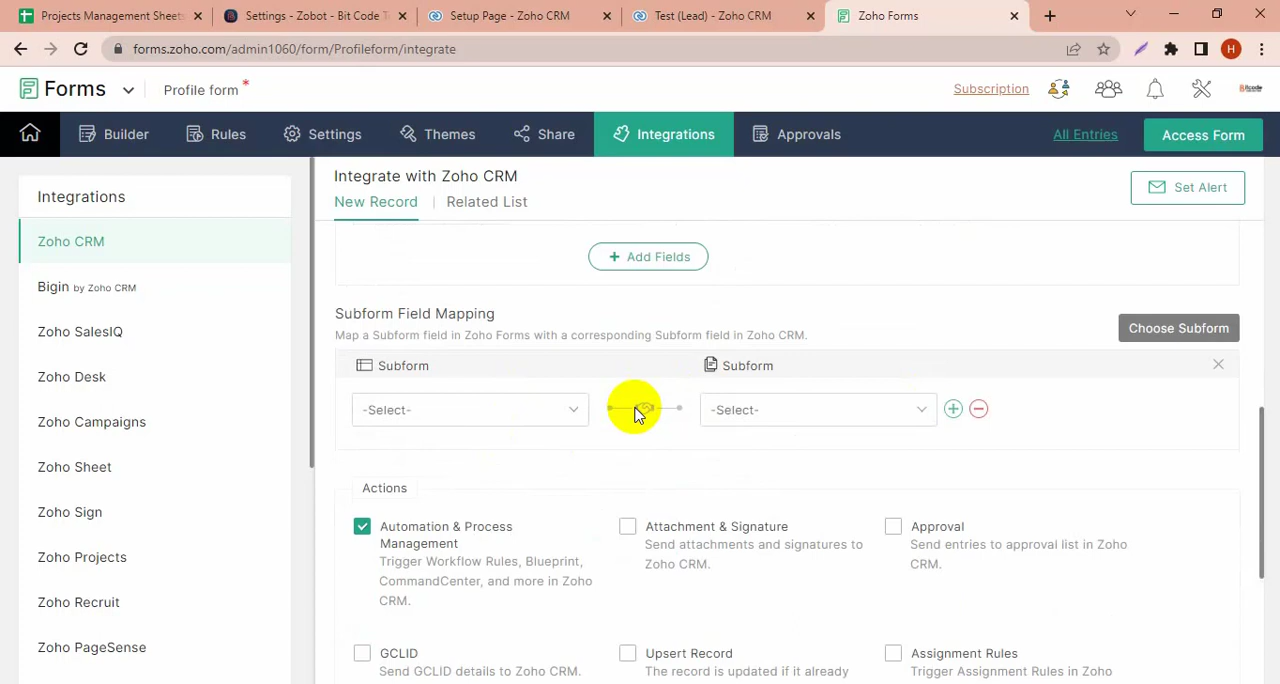 Projects Management Sheets
Settings - Zobot - Bit Code T
Setup Page - Zoho CRM
Test (Lead) - Zoho CRM
Zoho Forms
forms.zoho.com/admin1060/form/Profileform/integrate
H
Forms
Profile form *
Subscription
Builder
Rules
Settings
Themes
Share
Integrations
Approvals
All Entries
Access Form
Integrations
Zoho CRM
Bigin by Zoho CRM
Zoho SalesIQ
Zoho Desk
Zoho Campaigns
Zoho Sheet
Zoho Sign
Zoho Projects
Zoho Recruit
Zoho PageSense
Integrate with Zoho CRM
New Record | Related List
Set Alert
+ Add Fields
Subform Field Mapping
Map a Subform field in Zoho Forms with a corresponding Subform field in Zoho CRM.
Choose Subform
Subform
Subform
-Select-
-Select-
Actions
Automation & Process
Management
Trigger Workflow Rules, Blueprint,
CommandCenter, and more in Zoho
CRM.
Attachment & Signature
Send attachments and signatures to
Zoho CRM.
Approval
Send entries to approval list in Zoho
CRM.
GCLID
Send GCLID details to Zoho CRM.
Upsert Record
The record is updated if it already
Assignment Rules
Trigger Assignment Rules in Zoho